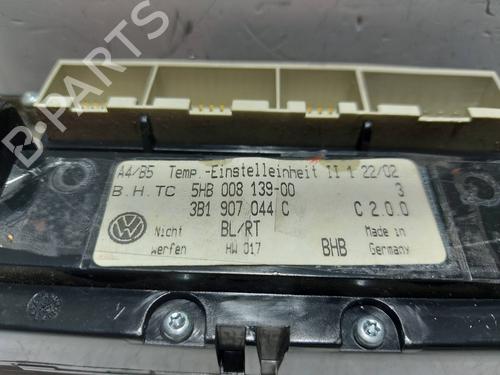 B-PARTS
A4/B5 Temp.-Einstelleinheit II 1 22/02
B.H.TC 5HB 008 139-00 3
3B1 907 044 C C 2.0.0
Nicht BL/RT Made in
werfen HW 017 BHB Germany